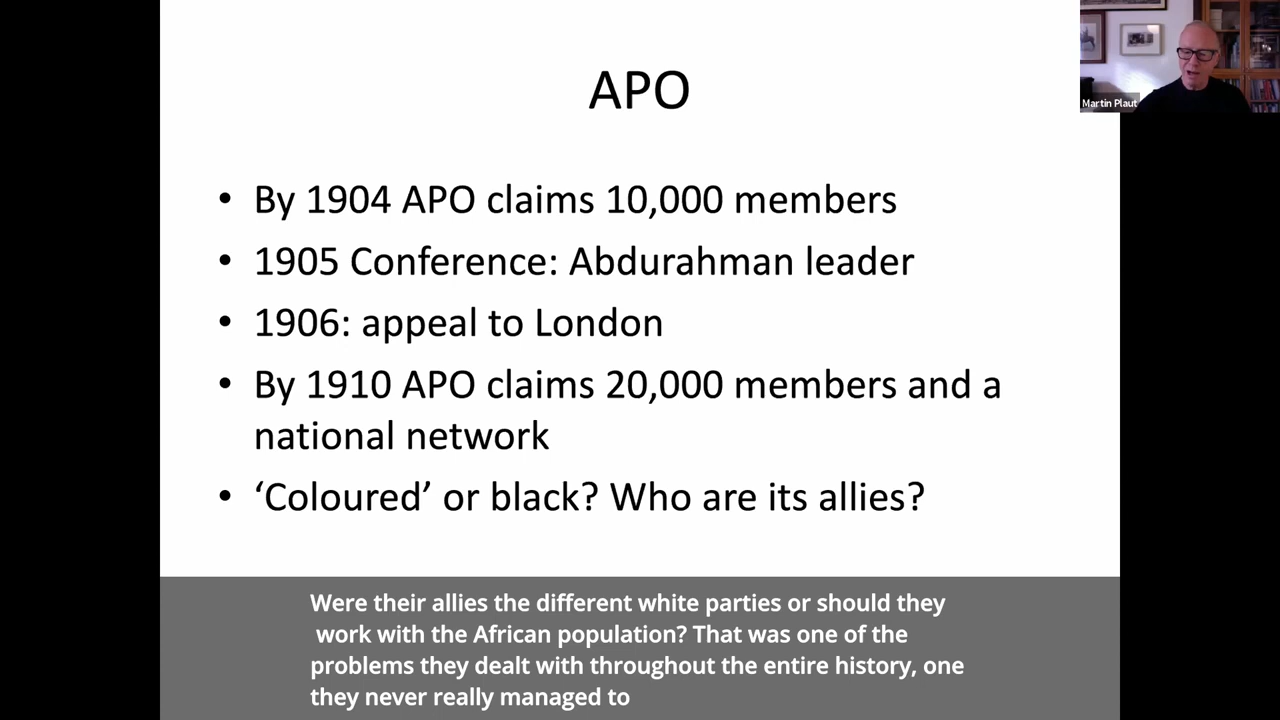 APO
• By 1904 APO claims 10,000 members
• 1905 Conference: Abdurahman leader
• 1906: appeal to London
• By 1910 APO claims 20,000 members and a
national network
• ‘Coloured’ or black? Who are its allies?
Martin Plaut
Were their allies the different white parties or should they
work with the African population? That was one of the
problems they dealt with throughout the entire history, one
they never really managed to